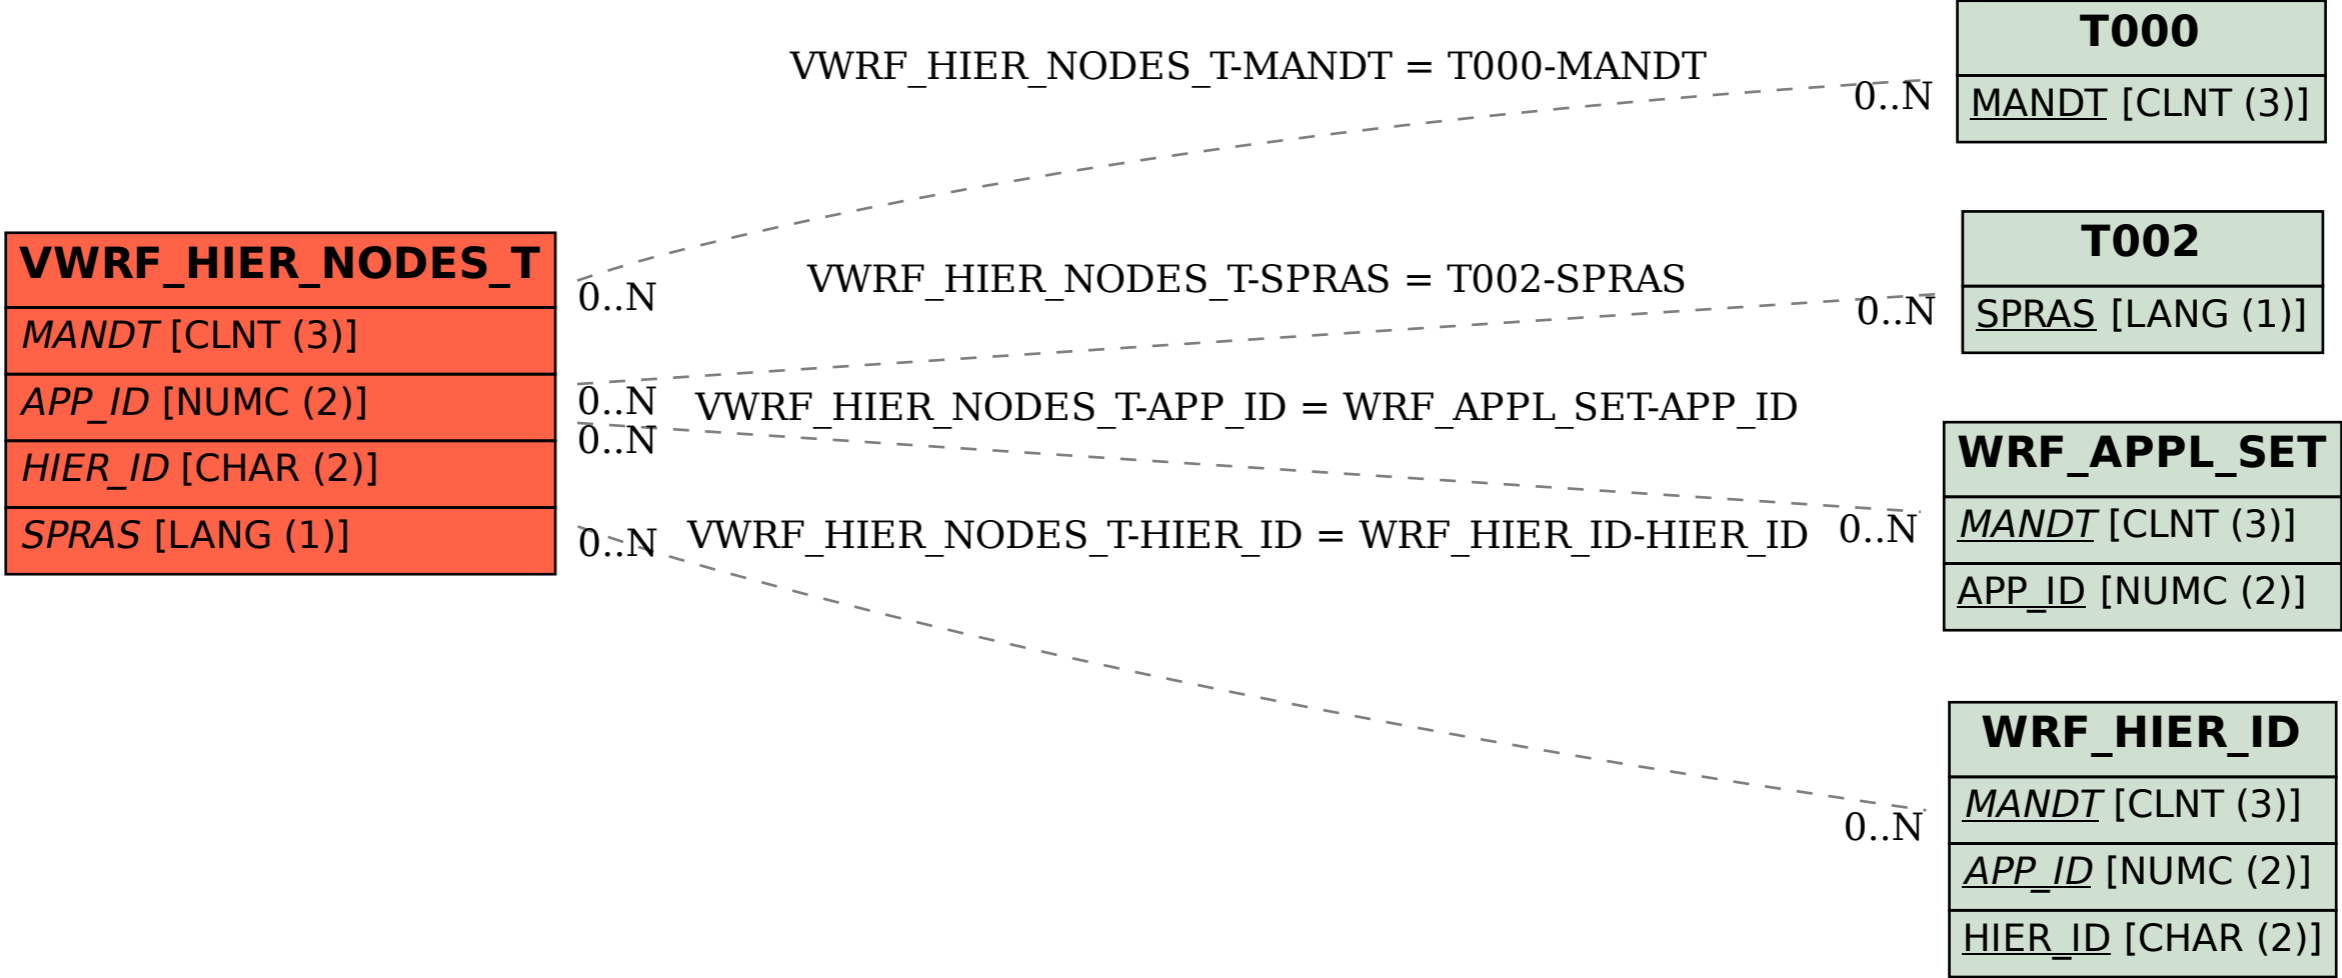 VWRF_HIER_NODES_T
MANDT [CLNT (3)]
APP_ID [NUMC (2)]
HIER_ID [CHAR (2)]
SPRAS [LANG (1)]
VWRF_HIER_NODES_T-MANDT = T000-MANDT
0..N
0..N
VWRF_HIER_NODES_T-SPRAS = T002-SPRAS
0..N
0..N
VWRF_HIER_NODES_T-APP_ID = WRF_APPL_SET-APP_ID
0..N
0..N
VWRF_HIER_NODES_T-HIER_ID = WRF_HIER_ID-HIER_ID
0..N
0..N
T000
MANDT [CLNT (3)]
T002
SPRAS [LANG (1)]
WRF_APPL_SET
MANDT [CLNT (3)]
APP_ID [NUMC (2)]
WRF_HIER_ID
MANDT [CLNT (3)]
APP_ID [NUMC (2)]
HIER_ID [CHAR (2)]